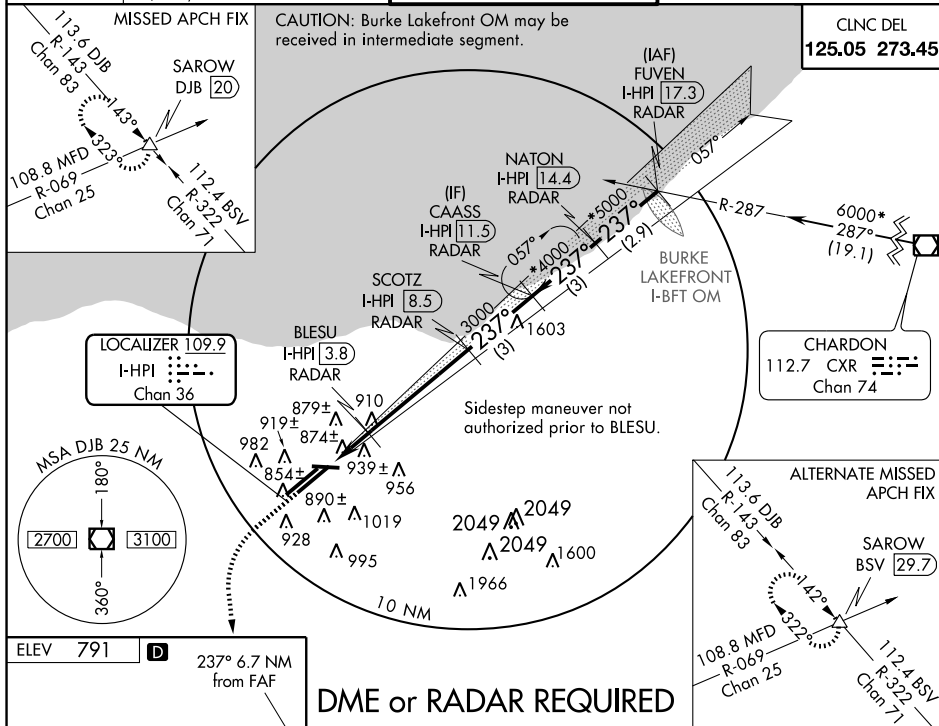 MISSED APCH FIX
113.6 DJB
R-143
Chan 83
SAROW
DJB 20
143°
323°
108.8 MFD
R-069
Chan 25
112.4 BSV
R-322
Chan 71
CAUTION: Burke Lakefront OM may be
received in intermediate segment.
CLNC DEL
125.05 273.45
(IAF)
FUVEN
I-HPI 17.3
RADAR
057°
NATON
I-HPI 14.4
RADAR
*5000
237°
(2.9)
R-287
6000*
287°
(19.1)
(IF)
CAASS
I-HPI 11.5
RADAR
057°
*4000
237°
(3)
BURKE
LAKEFRONT
I-BFT OM
SCOTZ
I-HPI 8.5
RADAR
3000
237°
(3)
1603
BLESU
I-HPI 3.8
RADAR
LOCALIZER 109.9
I-HPI
Chan 36
CHARDON
112.7 CXR
Chan 74
Sidestep maneuver not
authorized prior to BLESU.
879±
910
919±
874±
982
854±
939±
956
890±
1019
928
995
2049
2049
2049
1600
1966
10 NM
MSA DJB 25 NM
180°
2700
3100
360°
ALTERNATE MISSED
APCH FIX
113.6 DJB
R-143
Chan 83
SAROW
BSV 29.7
142°
322°
108.8 MFD
R-069
Chan 25
112.4 BSV
R-322
Chan 71
ELEV 791
D
237° 6.7 NM
from FAF
DME or RADAR REQUIRED